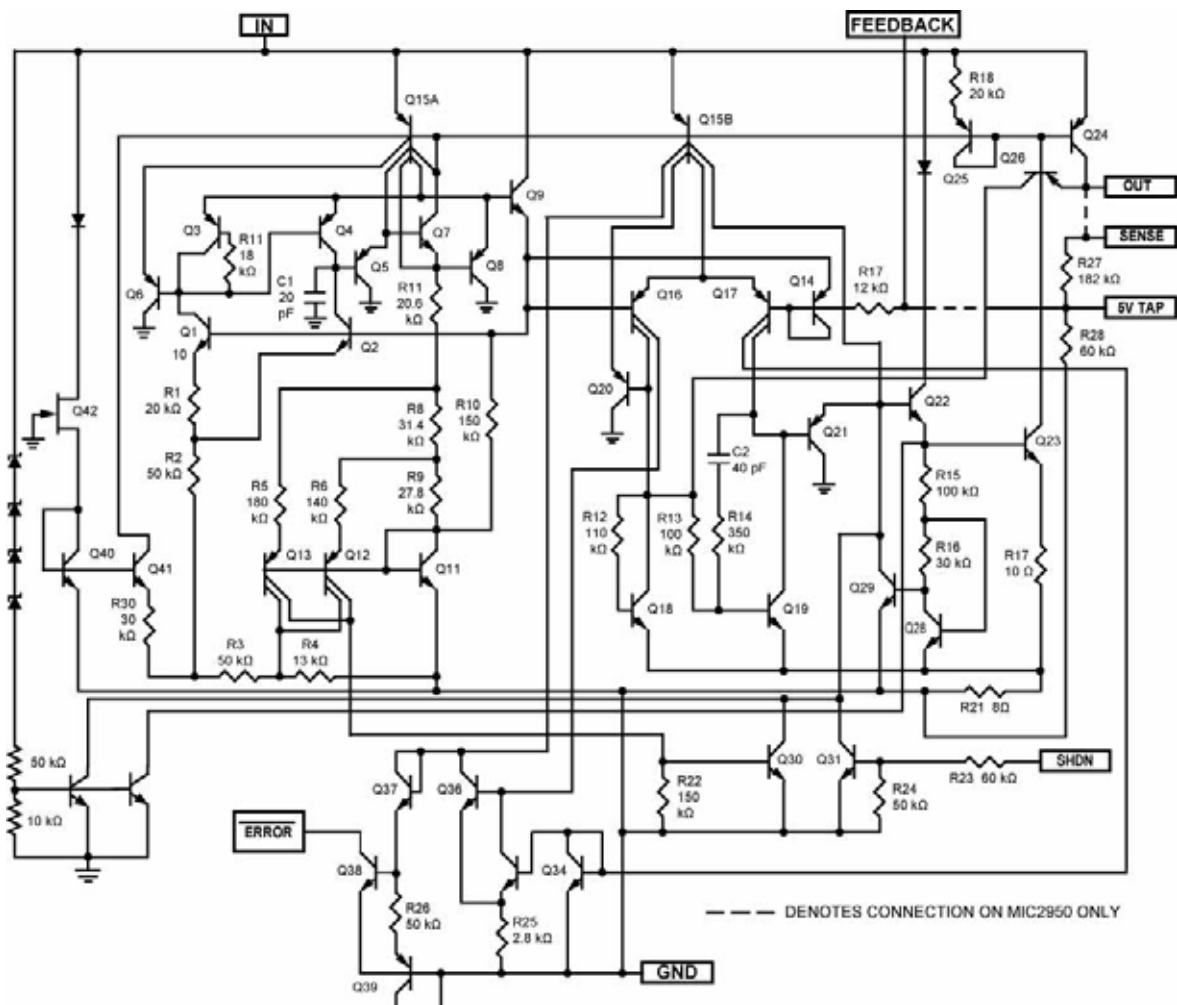 IN
FEEDBACK
R18
20 kΩ
Q15A
Q15B
Q24
Q26
Q25
OUT
Q9
Q3
Q4
Q7
R11
18
kΩ
Q5
Q8
C1
20
pF
R11
20.6
kΩ
Q6
Q16
Q17
Q14
R17
12 kΩ
SENSE
R27
182 kΩ
5V TAP
R28
60 kΩ
Q1
10
Q2
R1
20 kΩ
R8
31.4
kΩ
R10
150
kΩ
Q20
Q22
Q42
Q21
Q23
C2
40 pF
R2
50 kΩ
R5
180
kΩ
R6
140
kΩ
R9
27.8
kΩ
R15
100 kΩ
R12
110
kΩ
R13
100
kΩ
R14
350
kΩ
R16
30 kΩ
R17
10 Ω
Q40
Q41
Q13
Q12
Q11
Q29
Q18
Q19
Q28
R30
30
kΩ
R3
50 kΩ
R4
13 kΩ
R21 8Ω
50 kΩ
10 kΩ
Q37
Q36
R22
150
kΩ
Q30
Q31
R24
50 kΩ
R23 60 kΩ
SHDN
ERROR
Q38
Q34
R26
50 kΩ
R25
2.8 kΩ
DENOTES CONNECTION ON MIC2950 ONLY
GND
Q39